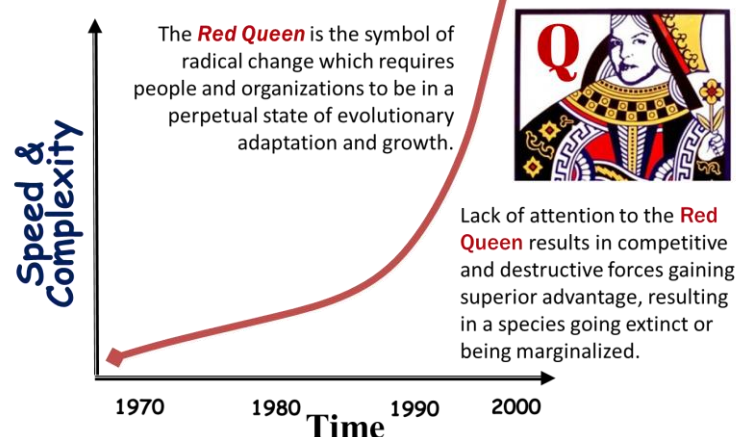 The Red Queen is the symbol of
radical change which requires
people and organizations to be in a
perpetual state of evolutionary
adaptation and growth.
Q
Speed &
Complexity
Lack of attention to the Red
Queen results in competitive
and destructive forces gaining
superior advantage, resulting
in a species going extinct or
being marginalized.
1970 1980 1990 2000
Time